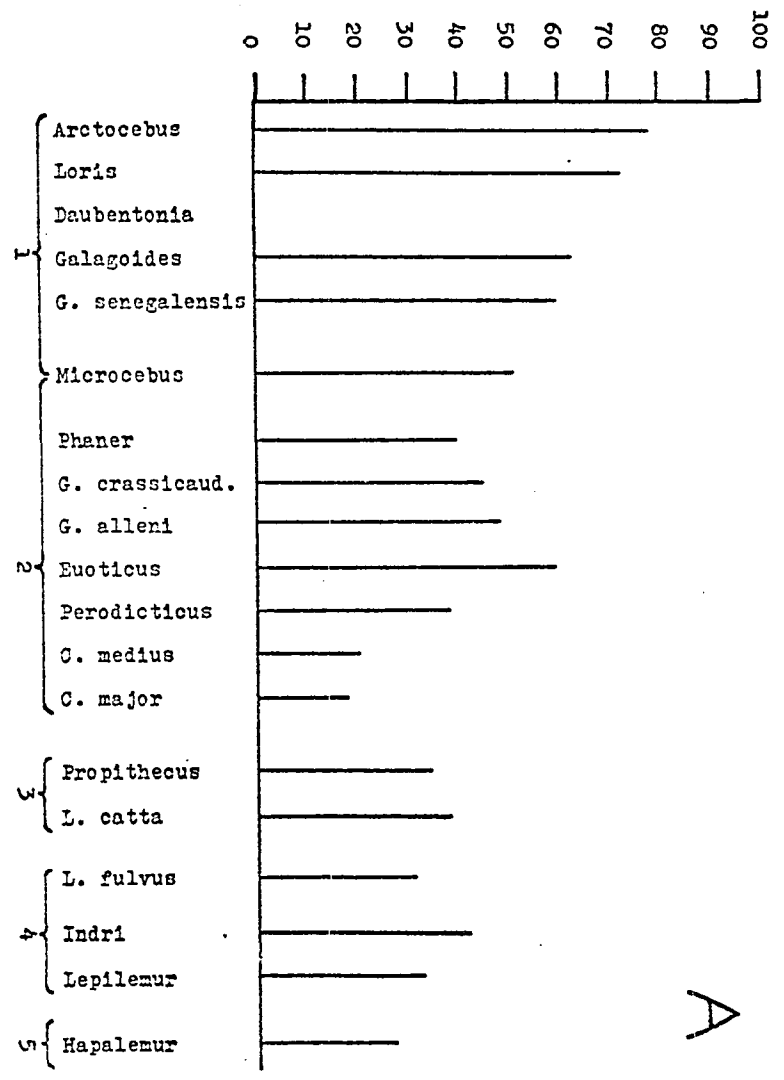 0 10 20 30 40 50 60 70 80 90 100
1
Arctocebus
Loris
Daubentonia
Galagoides
G. senegalensis
Microcebus
2
Phaner
G. crassicaud.
G. alleni
Euoticus
Perodicticus
C. medius
C. major
3
Propithecus
L. catta
4
L. fulvus
Indri
Lepilemur
5
Hapalemur
A